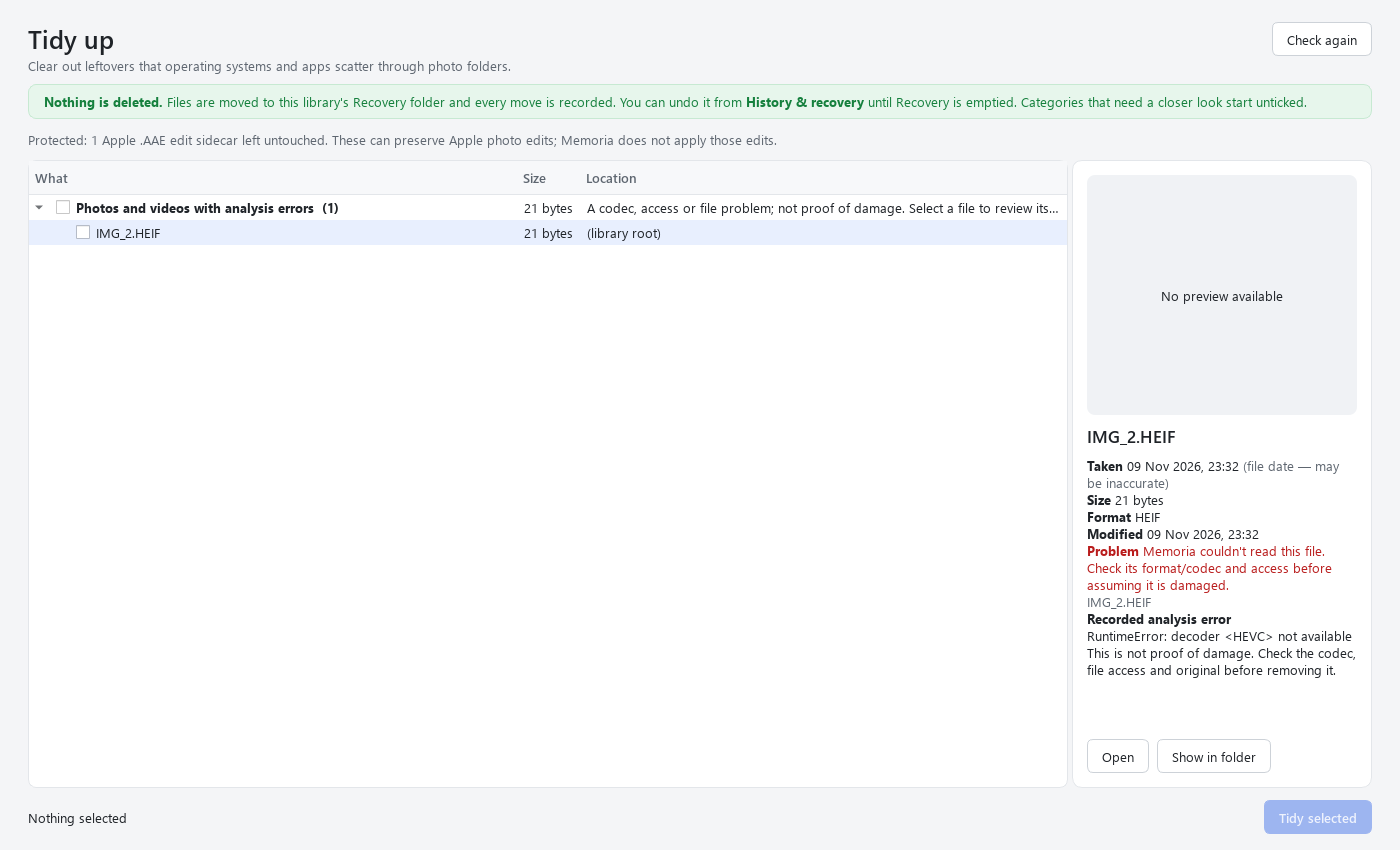 Tidy up
Check again
Clear out leftovers that operating systems and apps scatter through photo folders.
Nothing is deleted. Files are moved to this library's Recovery folder and every move is recorded. You can undo it from History & recovery until Recovery is emptied. Categories that need a closer look start unticked.
Protected: 1 Apple .AAE edit sidecar left untouched. These can preserve Apple photo edits; Memoria does not apply those edits.
What Size Location
Photos and videos with analysis errors (1) 21 bytes A codec, access or file problem; not proof of damage. Select a file to review its...
IMG_2.HEIF 21 bytes (library root)
No preview available
IMG_2.HEIF
Taken 09 Nov 2026, 23:32 (file date — may
be inaccurate)
Size 21 bytes
Format HEIF
Modified 09 Nov 2026, 23:32
Problem Memoria couldn't read this file.
Check its format/codec and access before
assuming it is damaged.
IMG_2.HEIF
Recorded analysis error
RuntimeError: decoder <HEVC> not available
This is not proof of damage. Check the codec,
file access and original before removing it.
Open Show in folder
Nothing selected
Tidy selected